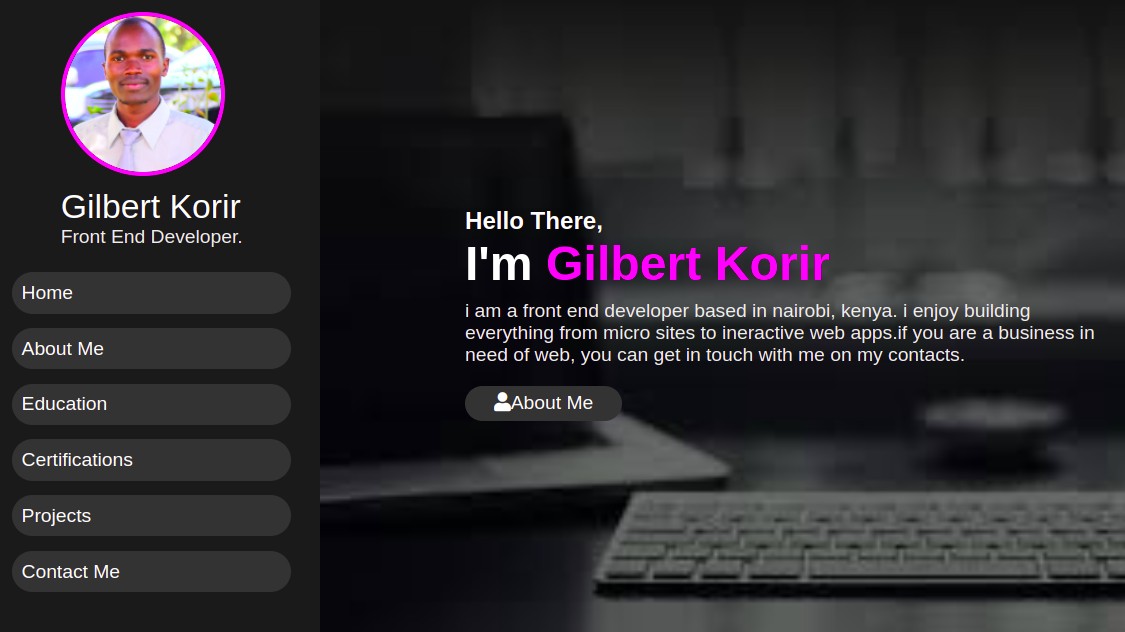 Gilbert Korir
Front End Developer.
Home
About Me
Education
Certifications
Projects
Contact Me
Hello There,
I'm Gilbert Korir
i am a front end developer based in nairobi, kenya. i enjoy building
everything from micro sites to ineractive web apps.if you are a business in
need of web, you can get in touch with me on my contacts.
About Me